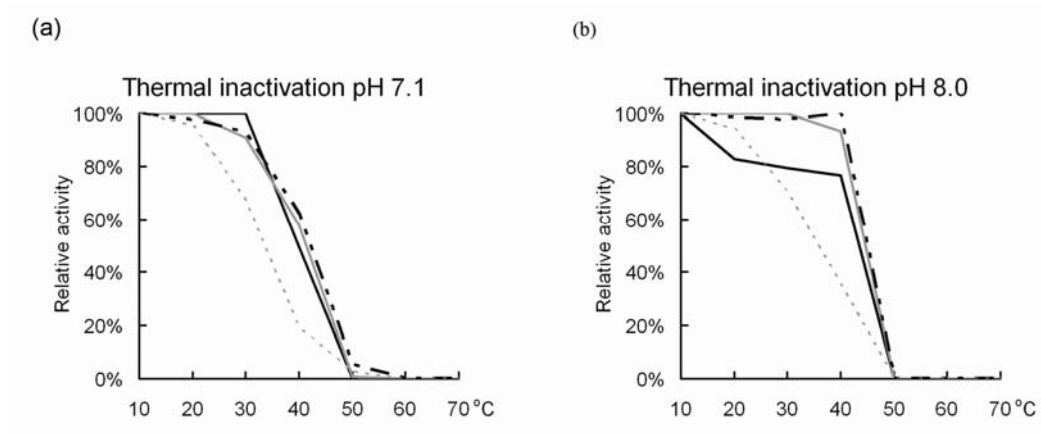 (a)
Thermal inactivation pH 7.1
Relative activity
100%
80%
60%
40%
20%
0%
10 20 30 40 50 60 70 °C
(b)
Thermal inactivation pH 8.0
Relative activity
100%
80%
60%
40%
20%
0%
10 20 30 40 50 60 70 °C